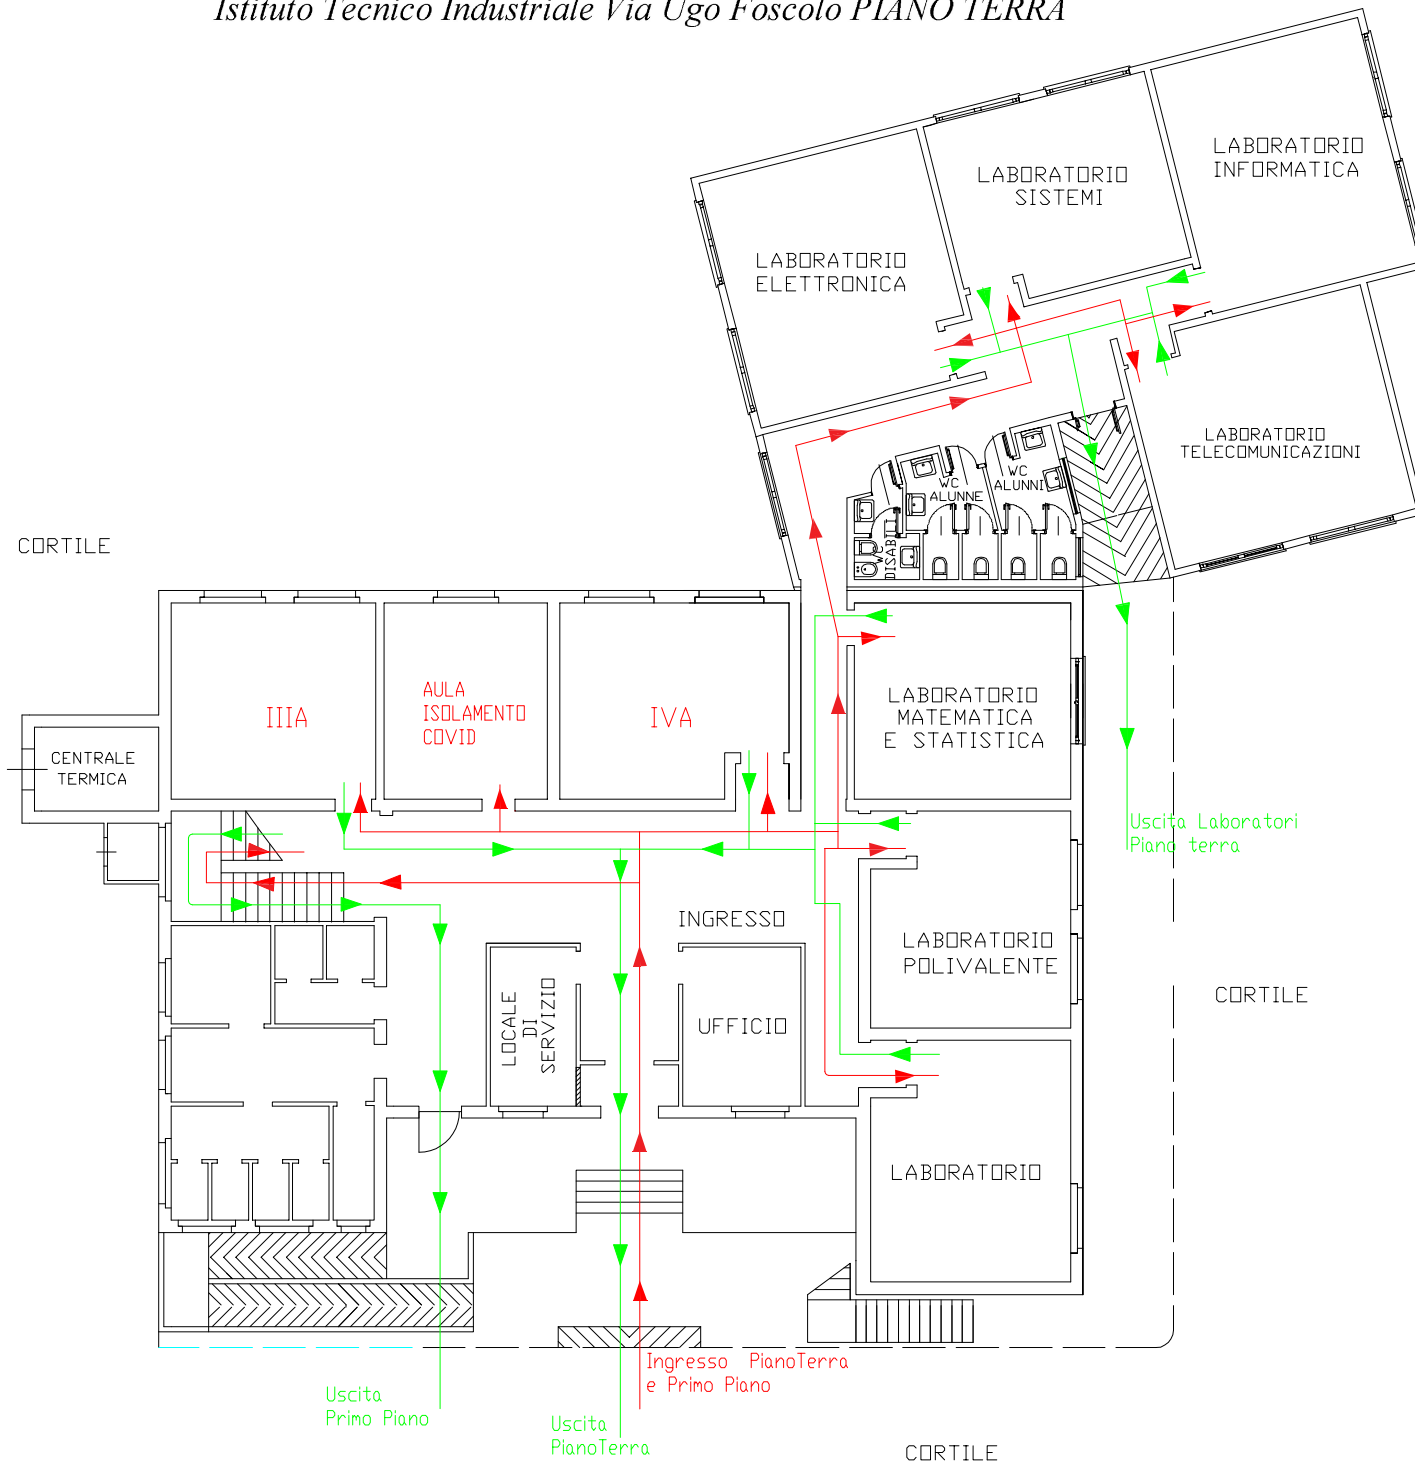 Istituto Tecnico Industriale Via Ugo Foscolo PIANO TERRA
LABORATORIO
INFORMATICA
LABORATORIO
SISTEMI
LABORATORIO
ELETTRONICA
LABORATORIO
TELECOMUNICAZIONI
WC
ALUNNI
WC
ALUNNE
WC
DISABILI
CORTILE
IIIA
AULA
ISOLAMENTO
COVID
IVA
LABORATORIO
MATEMATICA
E STATISTICA
CENTRALE
TERMICA
Uscita Laboratori
Piano terra
INGRESSO
LABORATORIO
POLIVALENTE
CORTILE
LOCALE
DI
SERVIZIO
UFFICIO
LABORATORIO
Ingresso PianoTerra
e Primo Piano
Uscita
Primo Piano
Uscita
PianoTerra
CORTILE